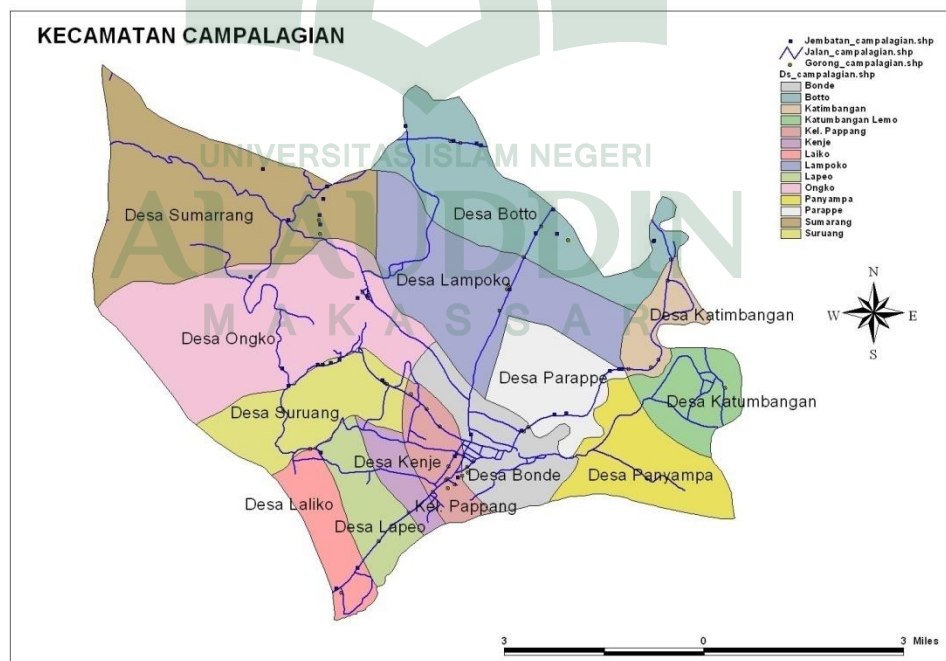 KECAMATAN CAMPALAGIAN
Jembatan_campalagian.shp
Jalan_campalagian.shp
Gorong_campalagian.shp
Ds_campalagian.shp
Bonde
Botto
Katimbangan
Katumbangan Lemo
Kel. Pappang
Kenje
Laiko
Lampoko
Lapeo
Ongko
Panyampa
Parappe
Sumarang
Suruang
UNIVERSITAS ISLAM NEGERI
ALAUDDIN
MAKASSAR
Desa Sumarrang
Desa Botto
Desa Lampoko
Desa Katimbangan
Desa Ongko
Desa Parappe
Desa Suruang
Desa Katumbangan
Desa Kenje
Desa Bonde
Desa Panyampa
Desa Laliko
Kel. Pappang
Desa Lapeo
N
W
E
S
3 0 3 Miles